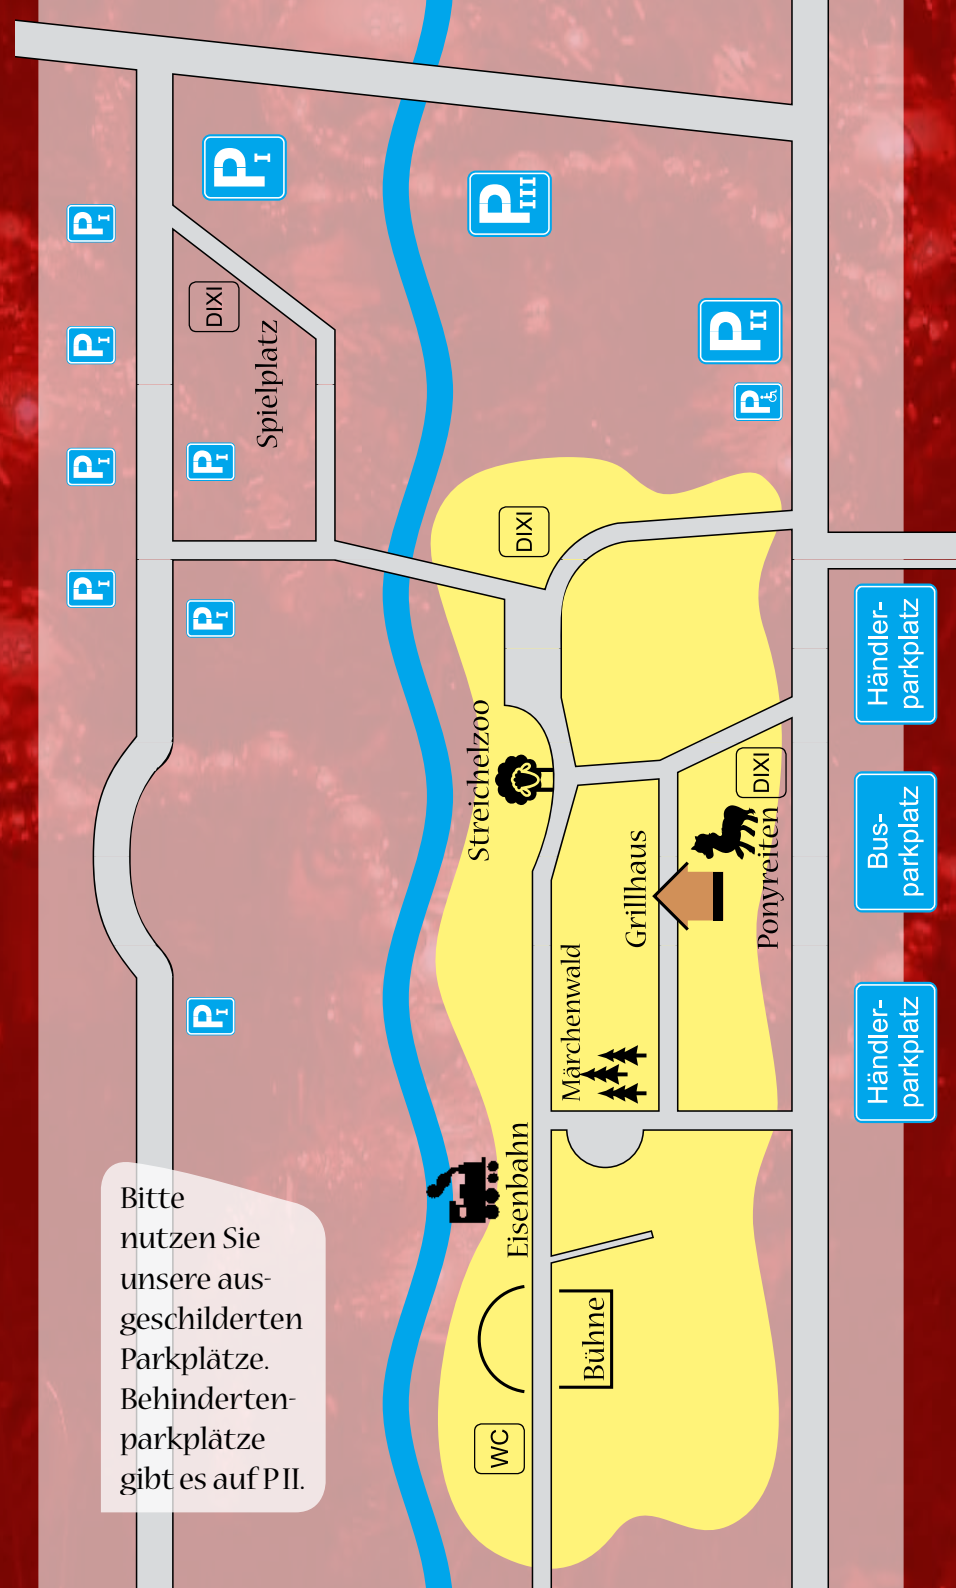 P I
P III
P I
P I
P I
P I
P I
P I
P I
P II
P
DIXI
Spielplatz
DIXI
Händler-
parkplatz
Streichelzoo
DIXI
Bus-
parkplatz
Grillhaus
Ponyreiten
Märchenwald
Händler-
parkplatz
Eisenbahn
Bühne
WC
Bitte
nutzen Sie
unsere aus-
geschilderten
Parkplätze.
Behinderten-
parkplätze
gibt es auf P II.